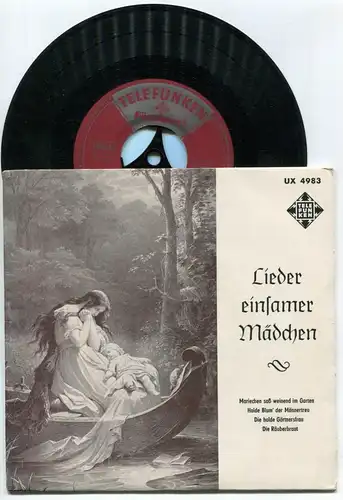 TELEFUNKEN
UX 4983
TELE
FUN
KEN
Lieder
einsamer
Mädchen
Mariechen saß weinend im Garten
Holde Blum' der Männertreu
Die holde Gärtnersfrau
Die Räuberbraut